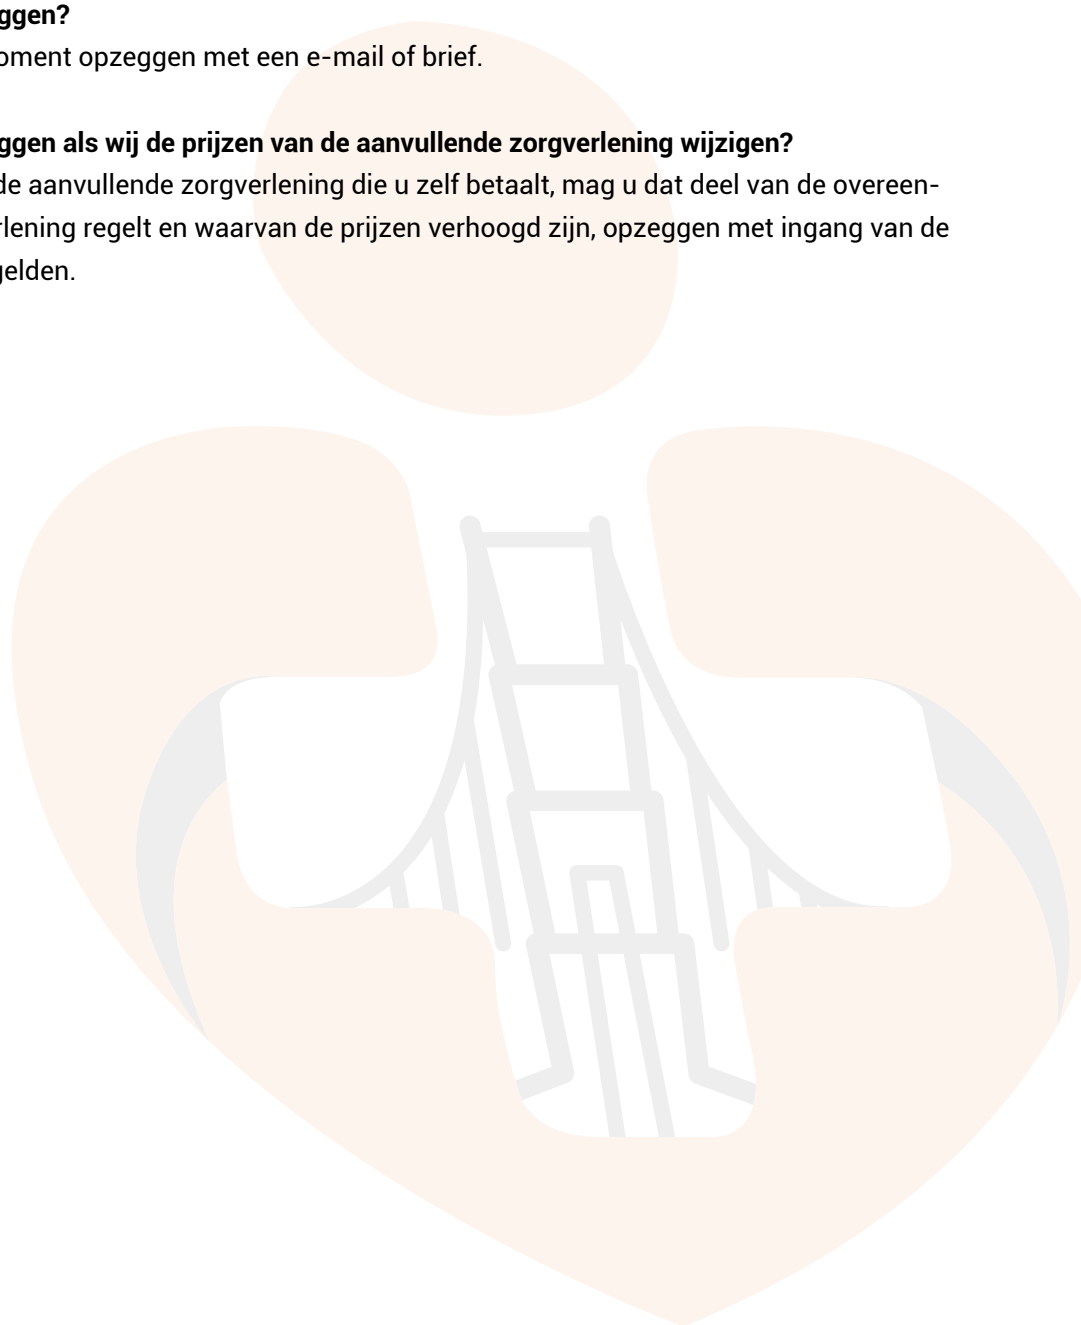 ggen?
oment opzeggen met een e-mail of brief.
ggen als wij de prijzen van de aanvullende zorgverlening wijzigen?
de aanvullende zorgverlening die u zelf betaalt, mag u dat deel van de overeen-
rlening regelt en waarvan de prijzen verhoogd zijn, opzeggen met ingang van de
gelden.